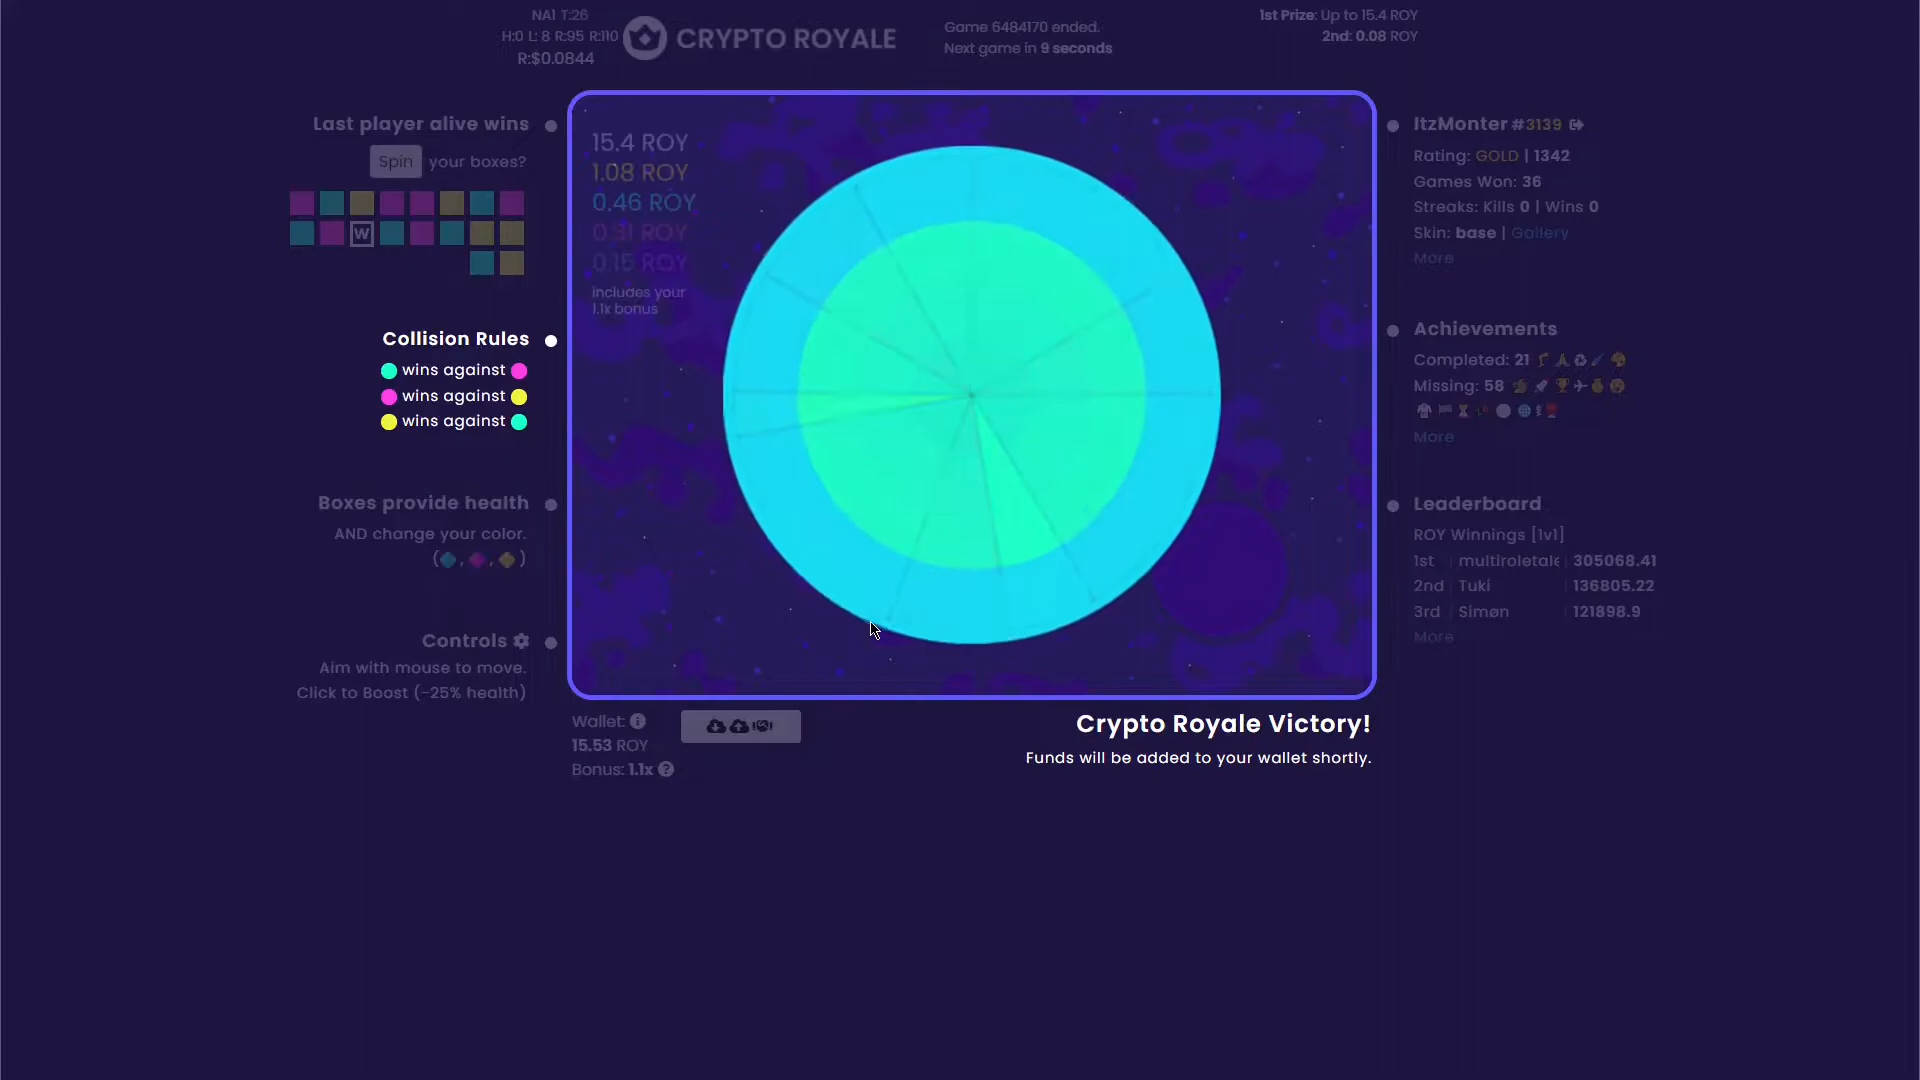 NA1 T:26
H:0 L: 8 R:95 R:110
R:$0.0844
CRYPTO ROYALE
Game 6484170 ended.
Next game in 9 seconds
1st Prize: Up to 15.4 ROY
2nd: 0.08 ROY
Last player alive wins
Spin your boxes?
W
Collision Rules
wins against
wins against
wins against
Boxes provide health
AND change your color.
( , , )
Controls
Aim with mouse to move.
Click to Boost (-25% health)
15.4 ROY
1.08 ROY
0.46 ROY
0.31 ROY
0.15 ROY
includes your
1.1x bonus
Wallet:
15.53 ROY
Bonus: 1.1x
Crypto Royale Victory!
Funds will be added to your wallet shortly.
ItzMonter #3139
Rating: GOLD | 1342
Games Won: 36
Streaks: Kills 0 | Wins 0
Skin: base | Gallery
More
Achievements
Completed: 21
Missing: 58
More
Leaderboard
ROY Winnings [1v1]
1st | multiroletale | 305068.41
2nd | Tuki | 136805.22
3rd | Simøn | 121898.9
More